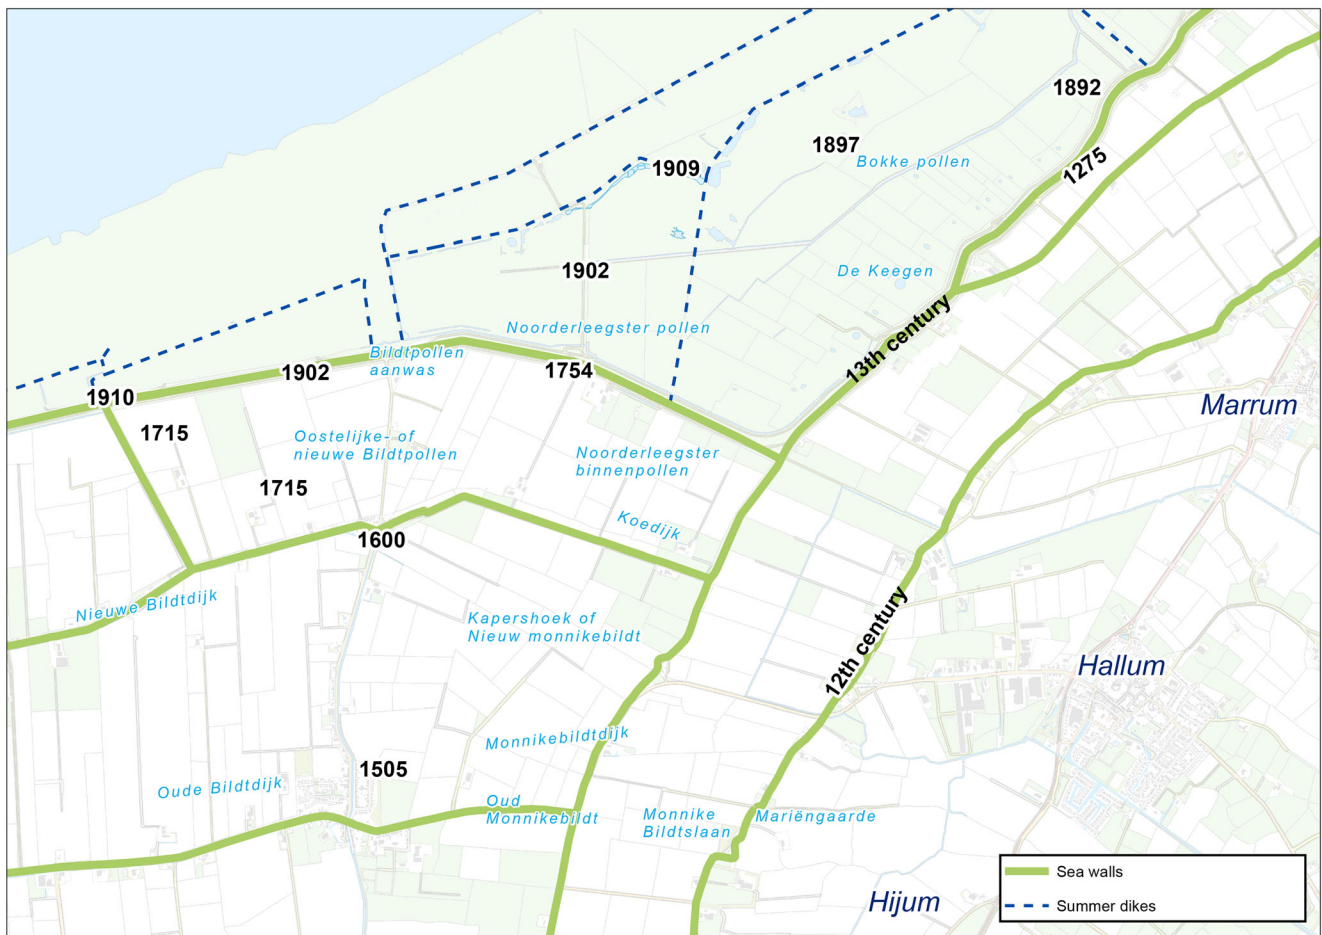 1892
1897
Bokke pollen
1909
1275
1902
De Keegen
Noorderleegster pollen
13th century
Bildtpollen
aanwas
1902
1754
1910
Marrum
1715
Oostelijke- of
nieuwe Bildtpollen
Noorderleegster
binnenpollen
1715
Koedijk
1600
Nieuwe Bildtdijk
Kapershoek of
Nieuw monnikebildt
12th century
Hallum
Monnikebildtdijk
1505
Oude Bildtdijk
Oud
Monnikebildt
Monnike
Bildtslaan
Mariëngaarde
Hijum
Sea walls
Summer dikes